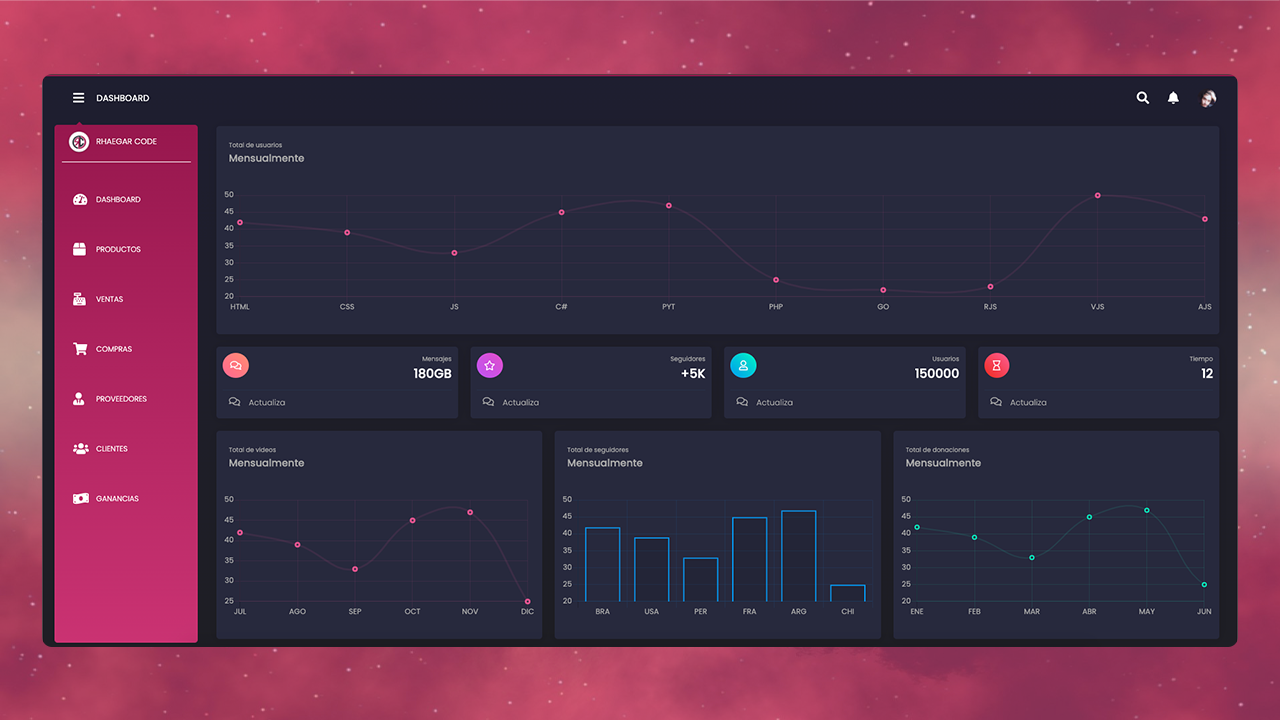 DASHBOARD
RHAEGAR CODE
DASHBOARD
PRODUCTOS
VENTAS
COMPRAS
PROVEEDORES
CLIENTES
GANANCIAS
Total de usuarios
Mensualmente
50
45
40
35
30
25
20
HTML CSS JS C# PYT PHP GO RJS VJS AJS
Mensajes
180GB
Actualiza
Seguidores
+5K
Actualiza
Usuarios
150000
Actualiza
Tiempo
12
Actualiza
Total de videos
Mensualmente
50
45
40
35
30
25
JUL AGO SEP OCT NOV DIC
Total de seguidores
Mensualmente
50
45
40
35
30
25
20
BRA USA PER FRA ARG CHI
Total de donaciones
Mensualmente
50
45
40
35
30
25
20
ENE FEB MAR ABR MAY JUN